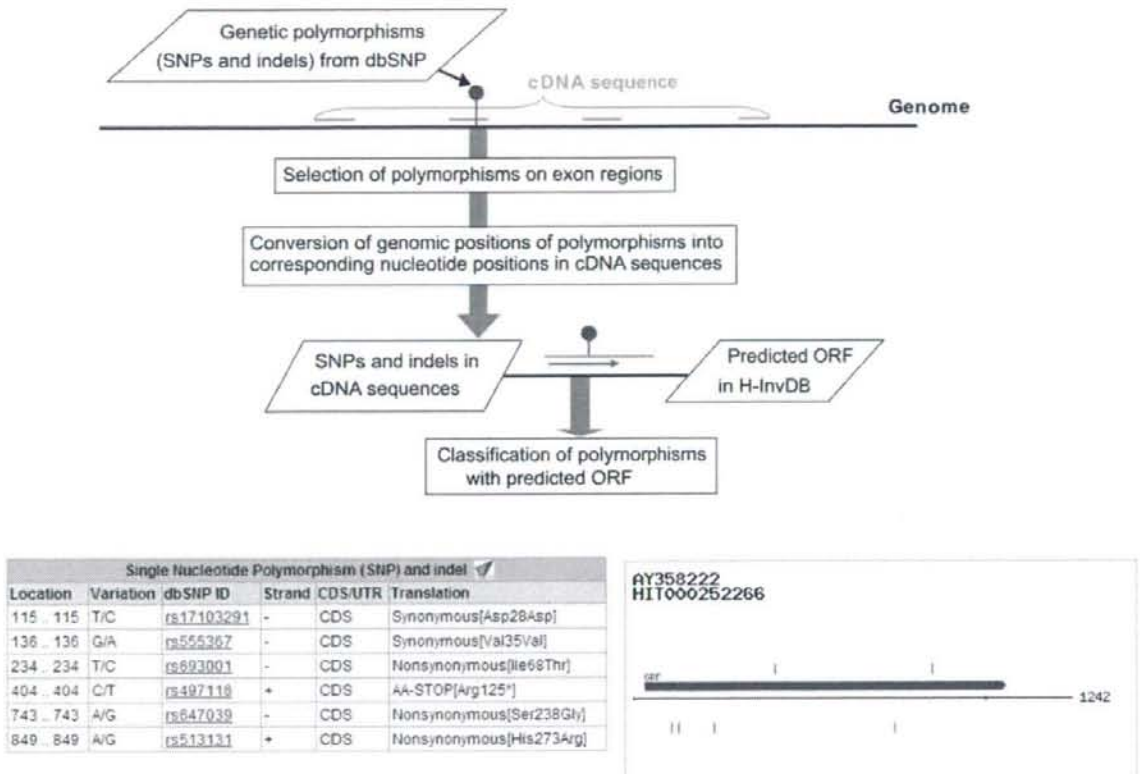 Genetic polymorphisms
(SNPs and indels) from dbSNP
cDNA sequence
Genome
Selection of polymorphisms on exon regions
Conversion of genomic positions of polymorphisms into
corresponding nucleotide positions in cDNA sequences
SNPs and indels in
cDNA sequences
Predicted ORF
in H-InvDB
Classification of polymorphisms
with predicted ORF
Single Nucleotide Polymorphism (SNP) and indel
Location Variation dbSNP ID Strand CDS/UTR Translation
115 .. 115 T/C rs17103291 - CDS Synonymous[Asp28Asp]
136 .. 136 G/A rs555367 - CDS Synonymous[Val35Val]
234 .. 234 T/C rs693001 - CDS Nonsynonymous[Ile68Thr]
404 .. 404 C/T rs497116 + CDS AA-STOP[Arg125*]
743 .. 743 A/G rs647039 - CDS Nonsynonymous[Ser238Gly]
849 .. 849 A/G rs513131 + CDS Nonsynonymous[His273Arg]
AY358222
HIT000252266
ORF
1242